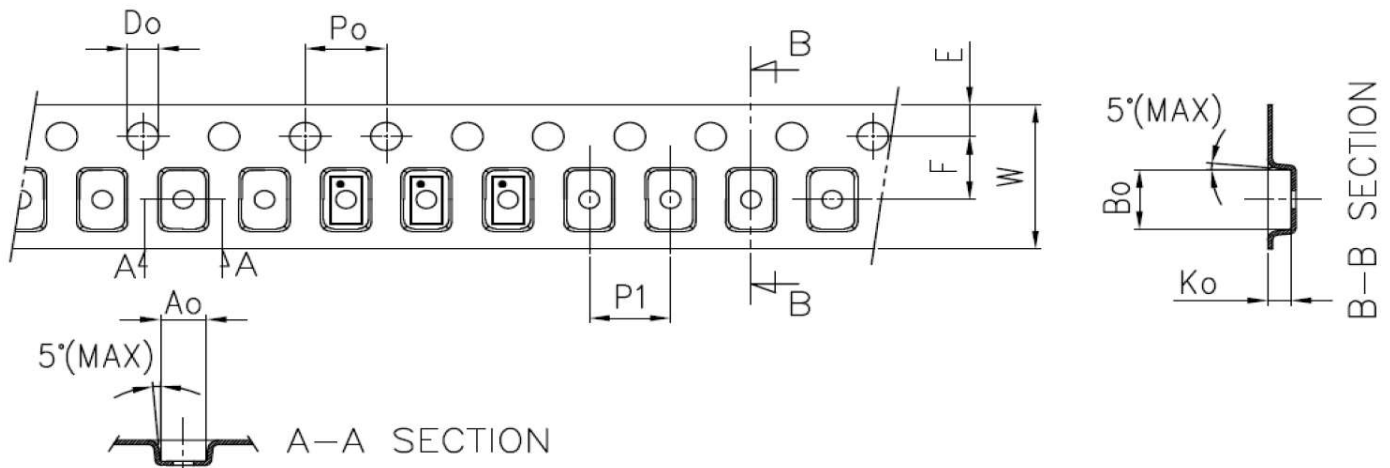 Do
Po
B
E
5°(MAX)
F
W
Bo
B-B SECTION
A
A
P1
B
Ko
Ao
5°(MAX)
A-A SECTION